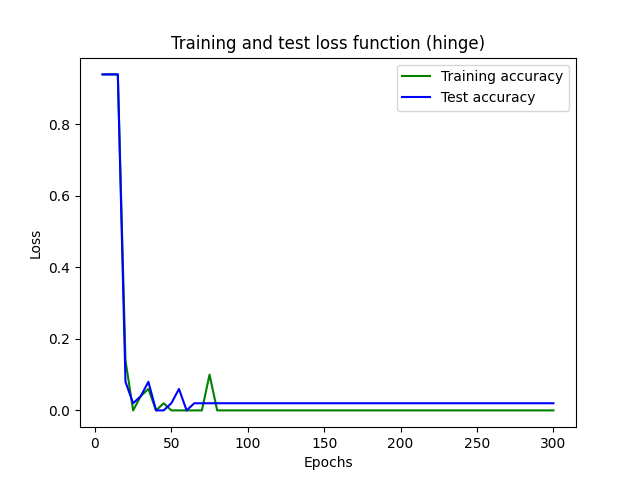 Training and test loss function (hinge)
Training accuracy
Test accuracy
Loss
0.8
0.6
0.4
0.2
0.0
0 50 100 150 200 250 300
Epochs